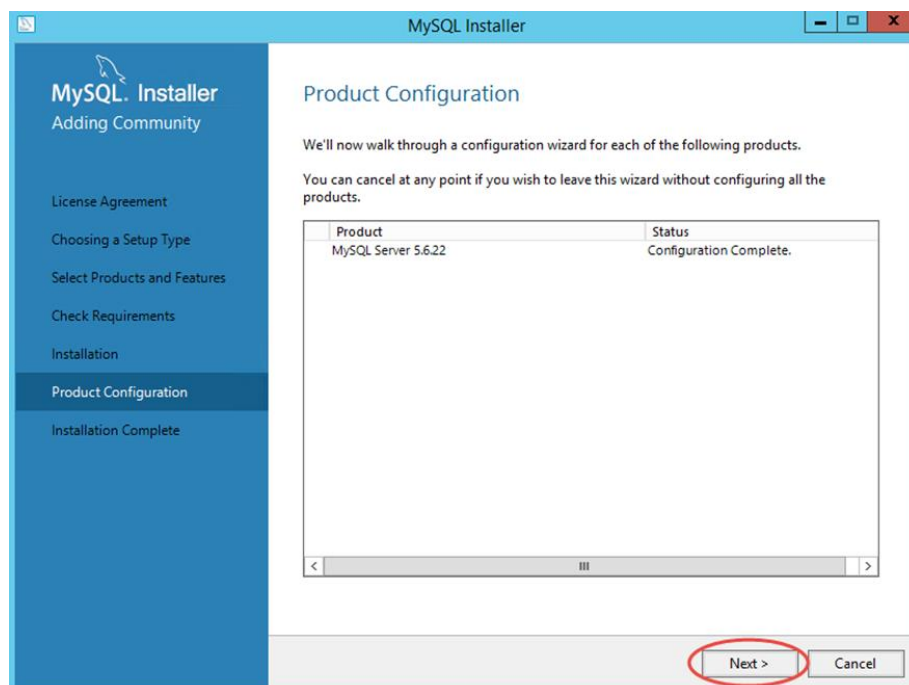 MySQL Installer
MySQL. Installer
Adding Community
License Agreement
Choosing a Setup Type
Select Products and Features
Check Requirements
Installation
Product Configuration
Installation Complete
Product Configuration
We'll now walk through a configuration wizard for each of the following products.
You can cancel at any point if you wish to leave this wizard without configuring all the
products.
Product Status
MySQL Server 5.6.22 Configuration Complete.
Next > Cancel